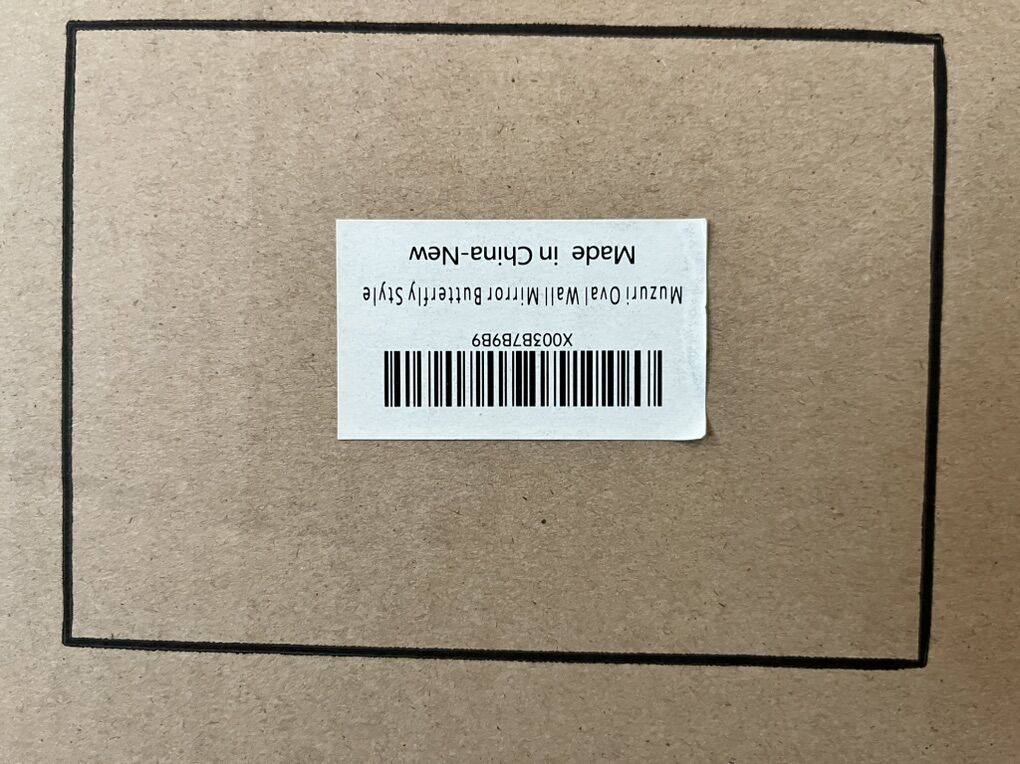 X003B7B9B9
Muzuri Oval Wall Mirror Butterfly Style
Made in China-New